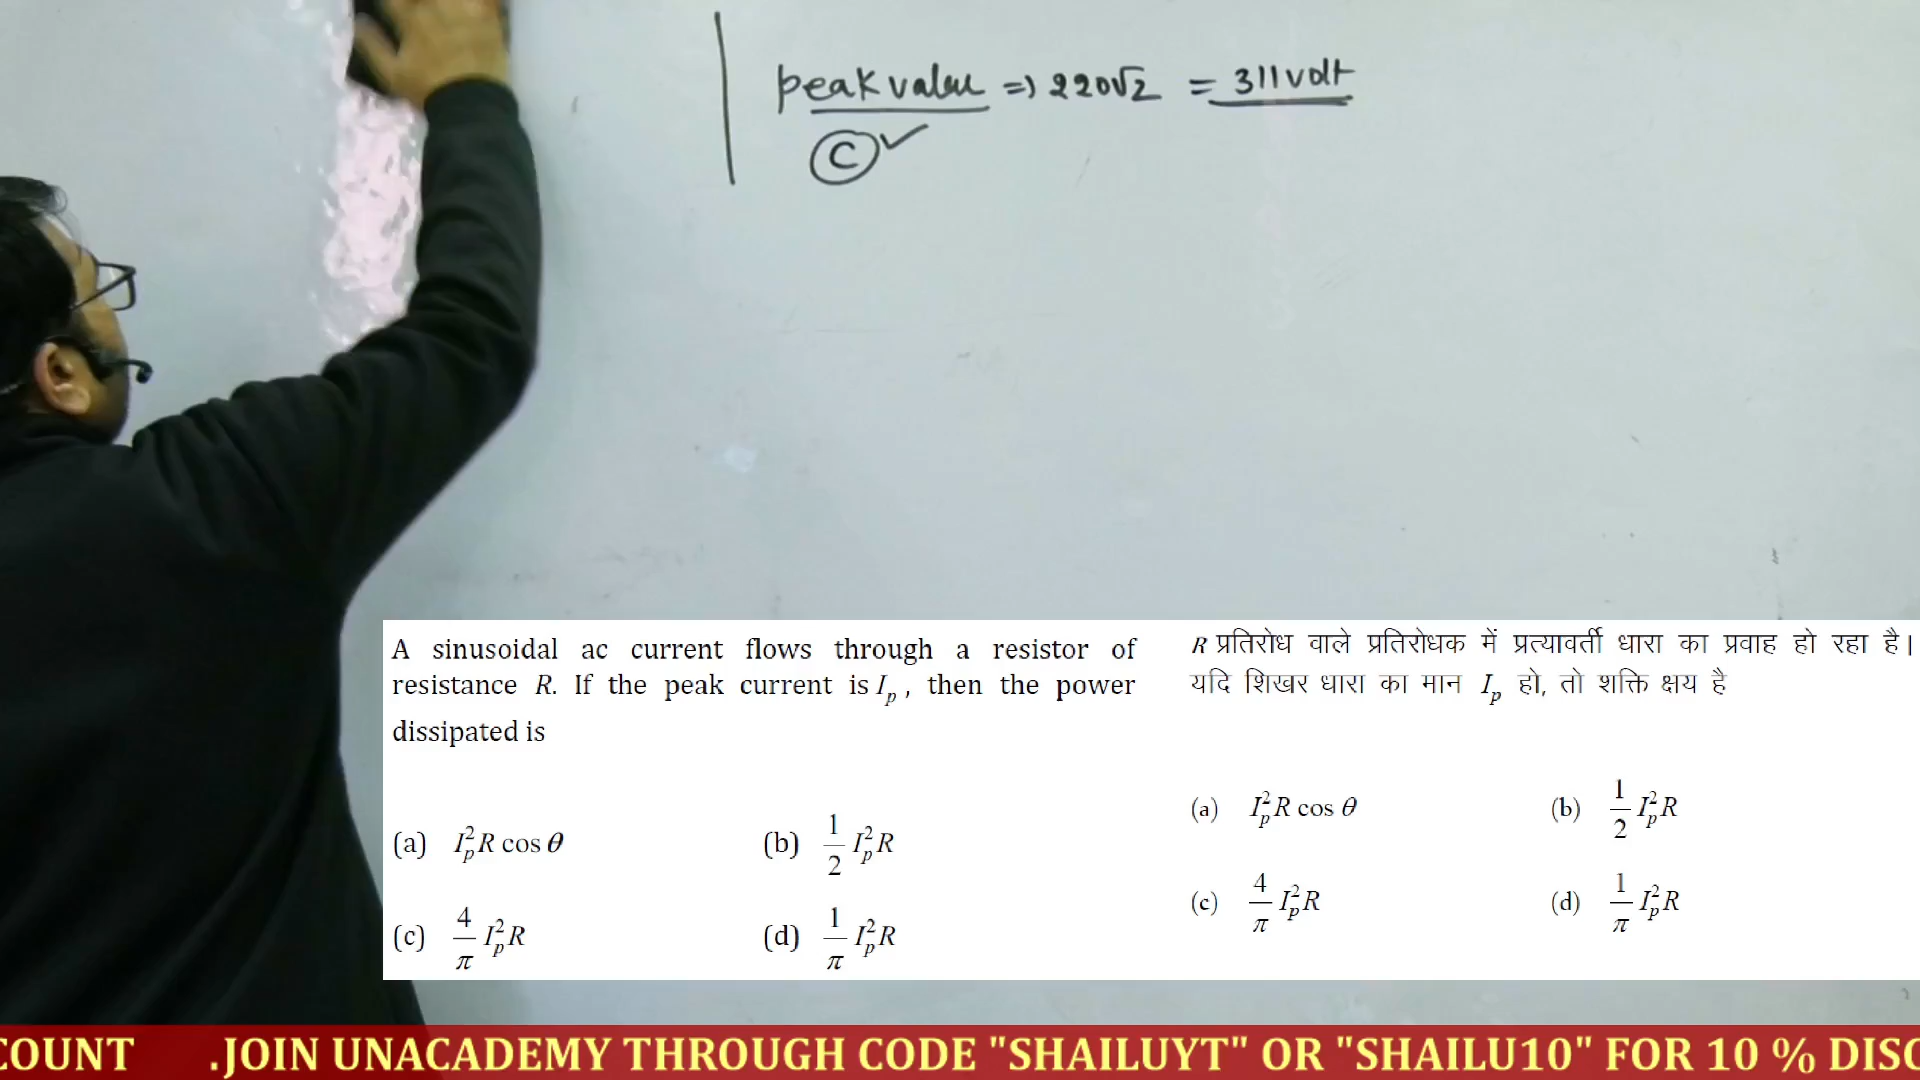 peak value ⇒ 220√2 = 311 volt
C ✓
A sinusoidal ac current flows through a resistor of
resistance R. If the peak current is I_p, then the power
dissipated is
(a) I_p^2 R cos θ (b) 1/2 I_p^2 R
(c) 4/π I_p^2 R (d) 1/π I_p^2 R
R प्रतिरोध वाले प्रतिरोधक में प्रत्यावर्ती धारा का प्रवाह हो रहा है।
यदि शिखर धारा का मान I_p हो, तो शक्ति क्षय है
(a) I_p^2 R cos θ (b) 1/2 I_p^2 R
(c) 4/π I_p^2 R (d) 1/π I_p^2 R
COUNT .JOIN UNACADEMY THROUGH CODE "SHAILUYT" OR "SHAILU10" FOR 10 % DISC